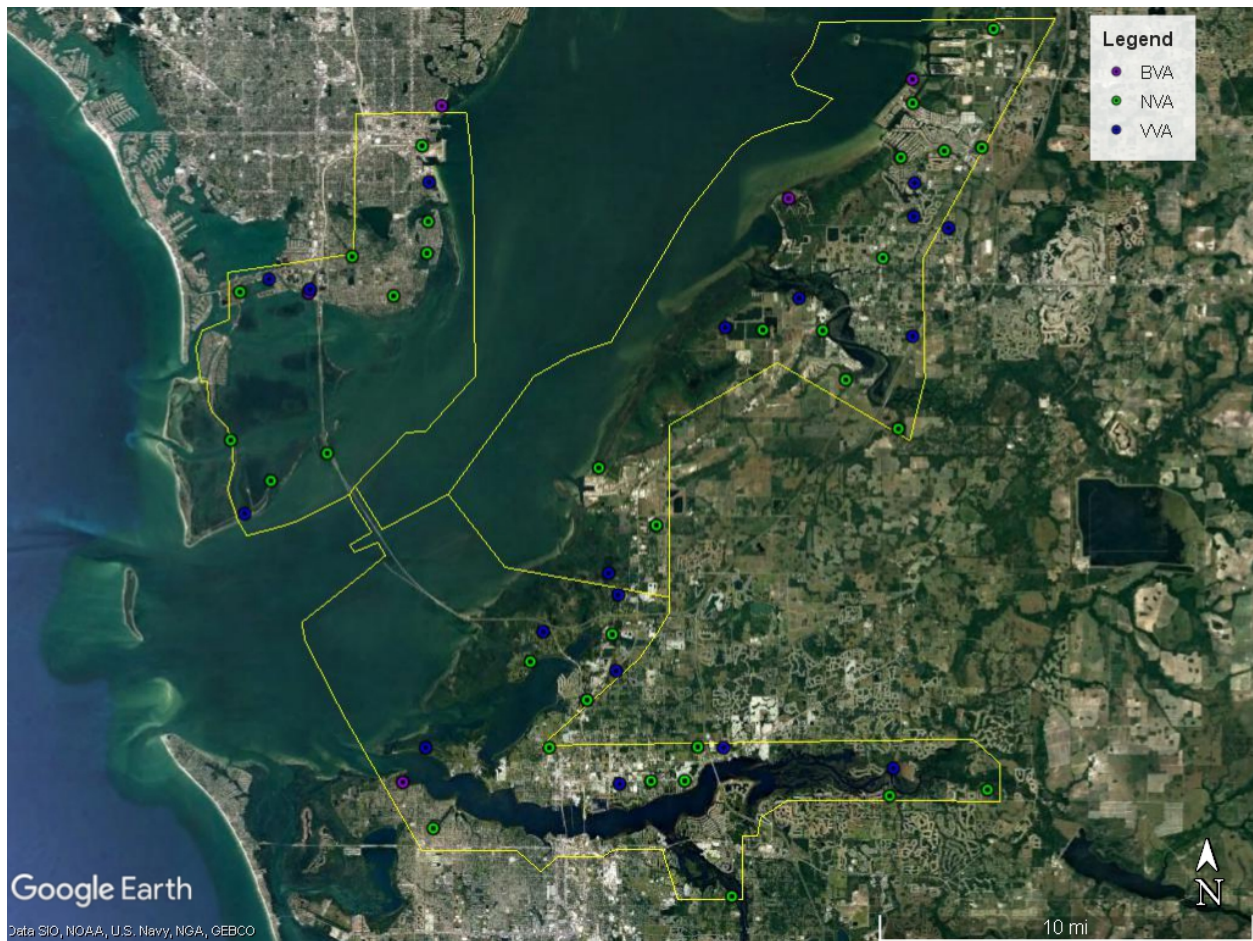 Legend
BVA
NVA
VVA
Google Earth
N
Data SIO, NOAA, U.S. Navy, NGA, GEBCO
10 mi